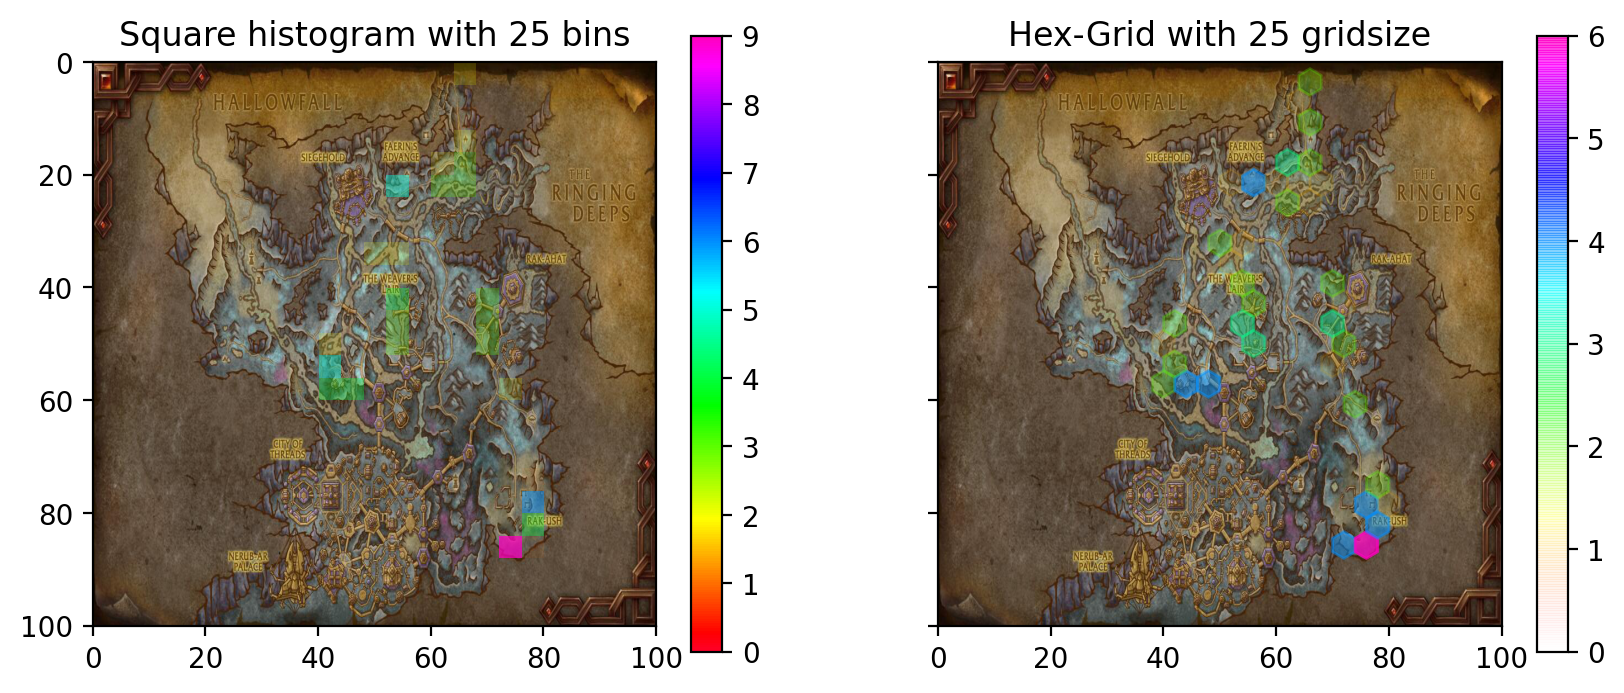 Square histogram with 25 bins
0
20
40
60
80
100
0
20
40
60
80
100
HALLOWFALL
SIEGEHOLD
FAERIN'S
ADVANCE
THE
RINGING
DEEPS
RAK-AHAT
THE WEAVER'S
LAIR
CITY OF
THREADS
RAK-USH
NERUB-AR
PALACE
9
8
7
6
5
4
3
2
1
0
Hex-Grid with 25 gridsize
0
20
40
60
80
100
HALLOWFALL
SIEGEHOLD
FAERIN'S
ADVANCE
THE
RINGING
DEEPS
RAK-AHAT
THE WEAVER'S
LAIR
CITY OF
THREADS
RAK-USH
NERUB-AR
PALACE
6
5
4
3
2
1
0